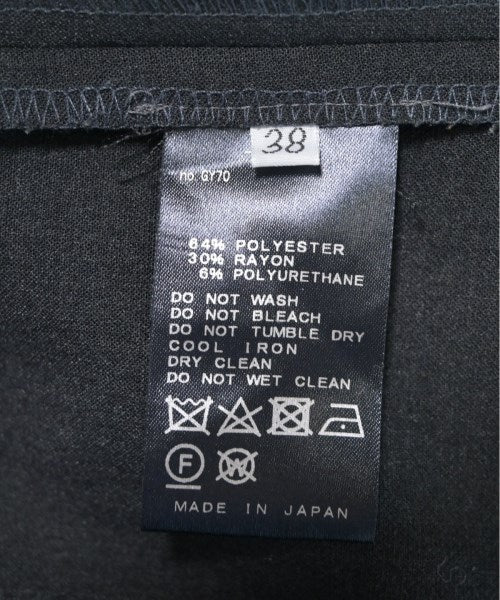 38
no. GY70
64% POLYESTER
30% RAYON
6% POLYURETHANE
DO NOT WASH
DO NOT BLEACH
DO NOT TUMBLE DRY
COOL IRON
DRY CLEAN
DO NOT WET CLEAN
F W
MADE IN JAPAN